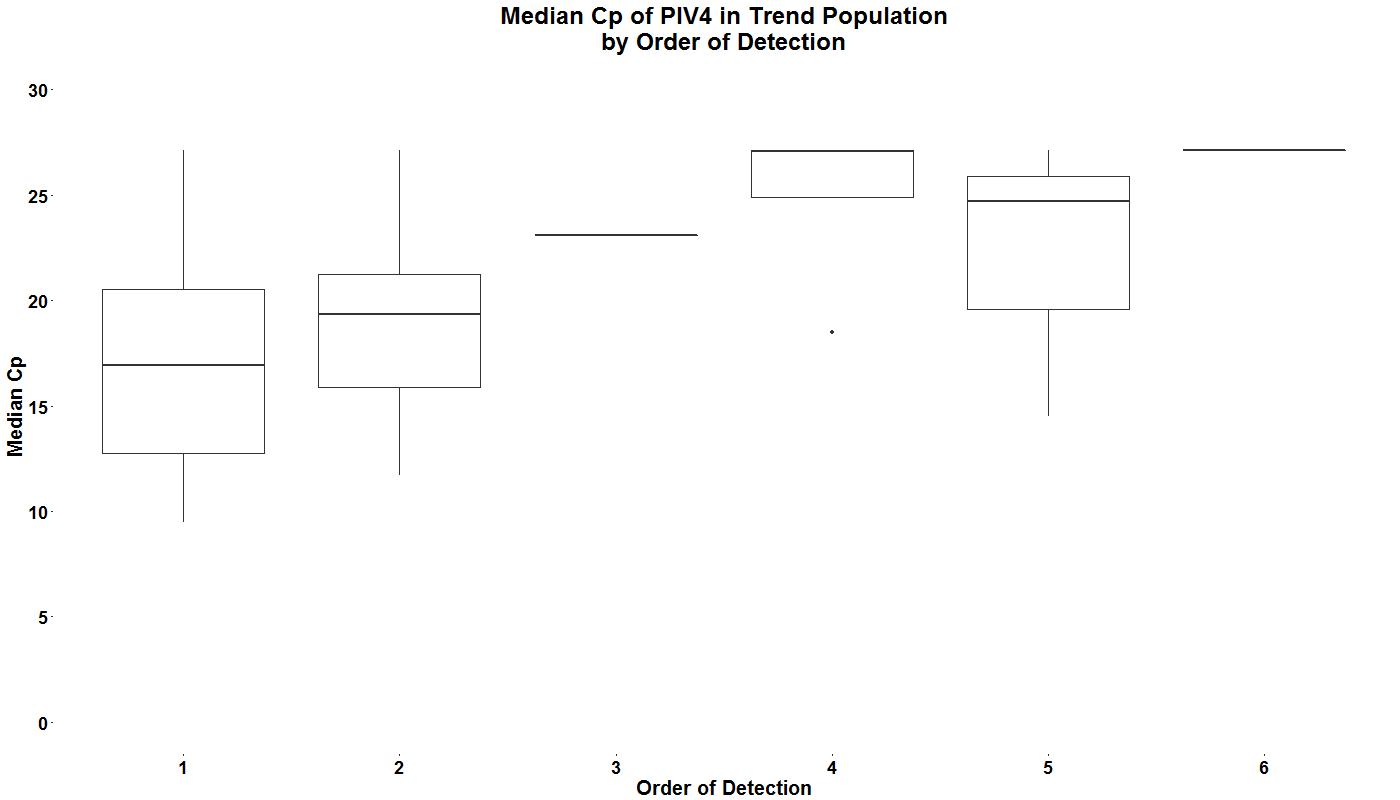 Median Cp of PIV4 in Trend Population
by Order of Detection
30
25
20
15
10
5
0
Median Cp
1 2 3 4 5 6
Order of Detection